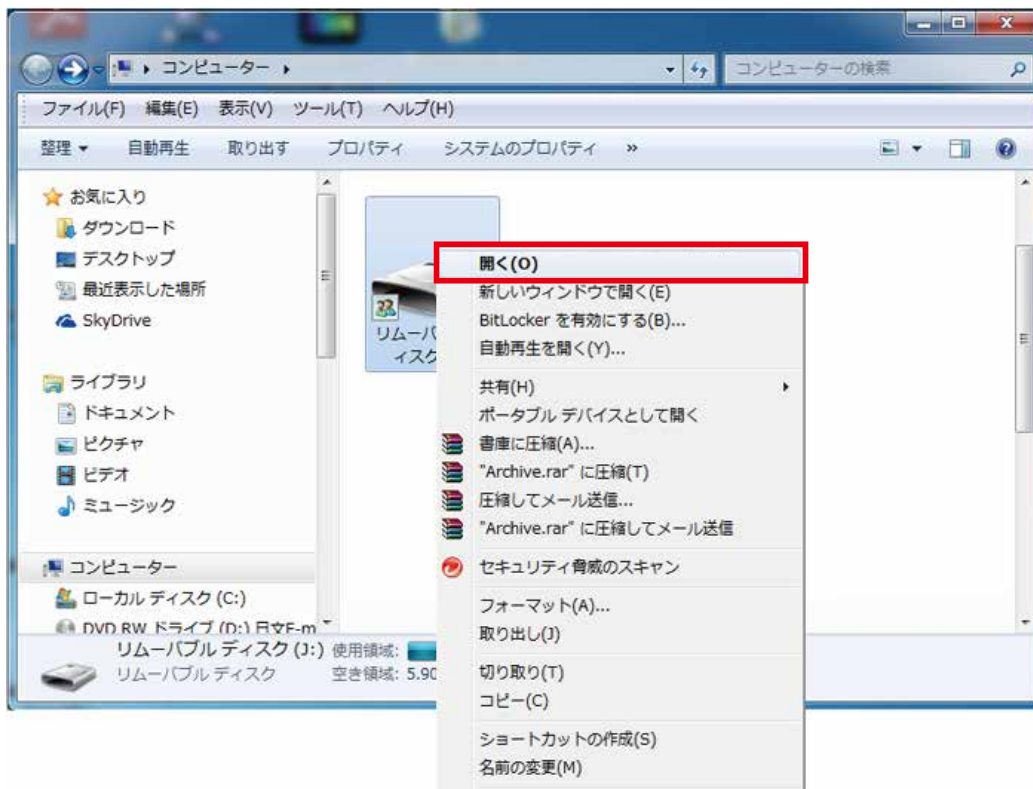 コンピューター
コンピューターの検索
ファイル(F) 編集(E) 表示(V) ツール(T) ヘルプ(H)
整理 自動再生 取り出す プロパティ システムのプロパティ »
お気に入り
ダウンロード
デスクトップ
最近表示した場所
SkyDrive
ライブラリ
ドキュメント
ピクチャ
ビデオ
ミュージック
コンピューター
ローカル ディスク (C:)
DVD RW ドライブ (D:) 日文F-m
リムーバ
ィスク
開く(O)
新しいウィンドウで開く(E)
BitLocker を有効にする(B)...
自動再生を開く(Y)...
共有(H)
ポータブル デバイスとして開く
書庫に圧縮(A)...
"Archive.rar" に圧縮(T)
圧縮してメール送信...
"Archive.rar" に圧縮してメール送信
セキュリティ脅威のスキャン
フォーマット(A)...
取り出し(J)
切り取り(T)
コピー(C)
ショートカットの作成(S)
名前の変更(M)
リムーバブル ディスク (J:) 使用領域:
リムーバブル ディスク 空き領域: 5.90